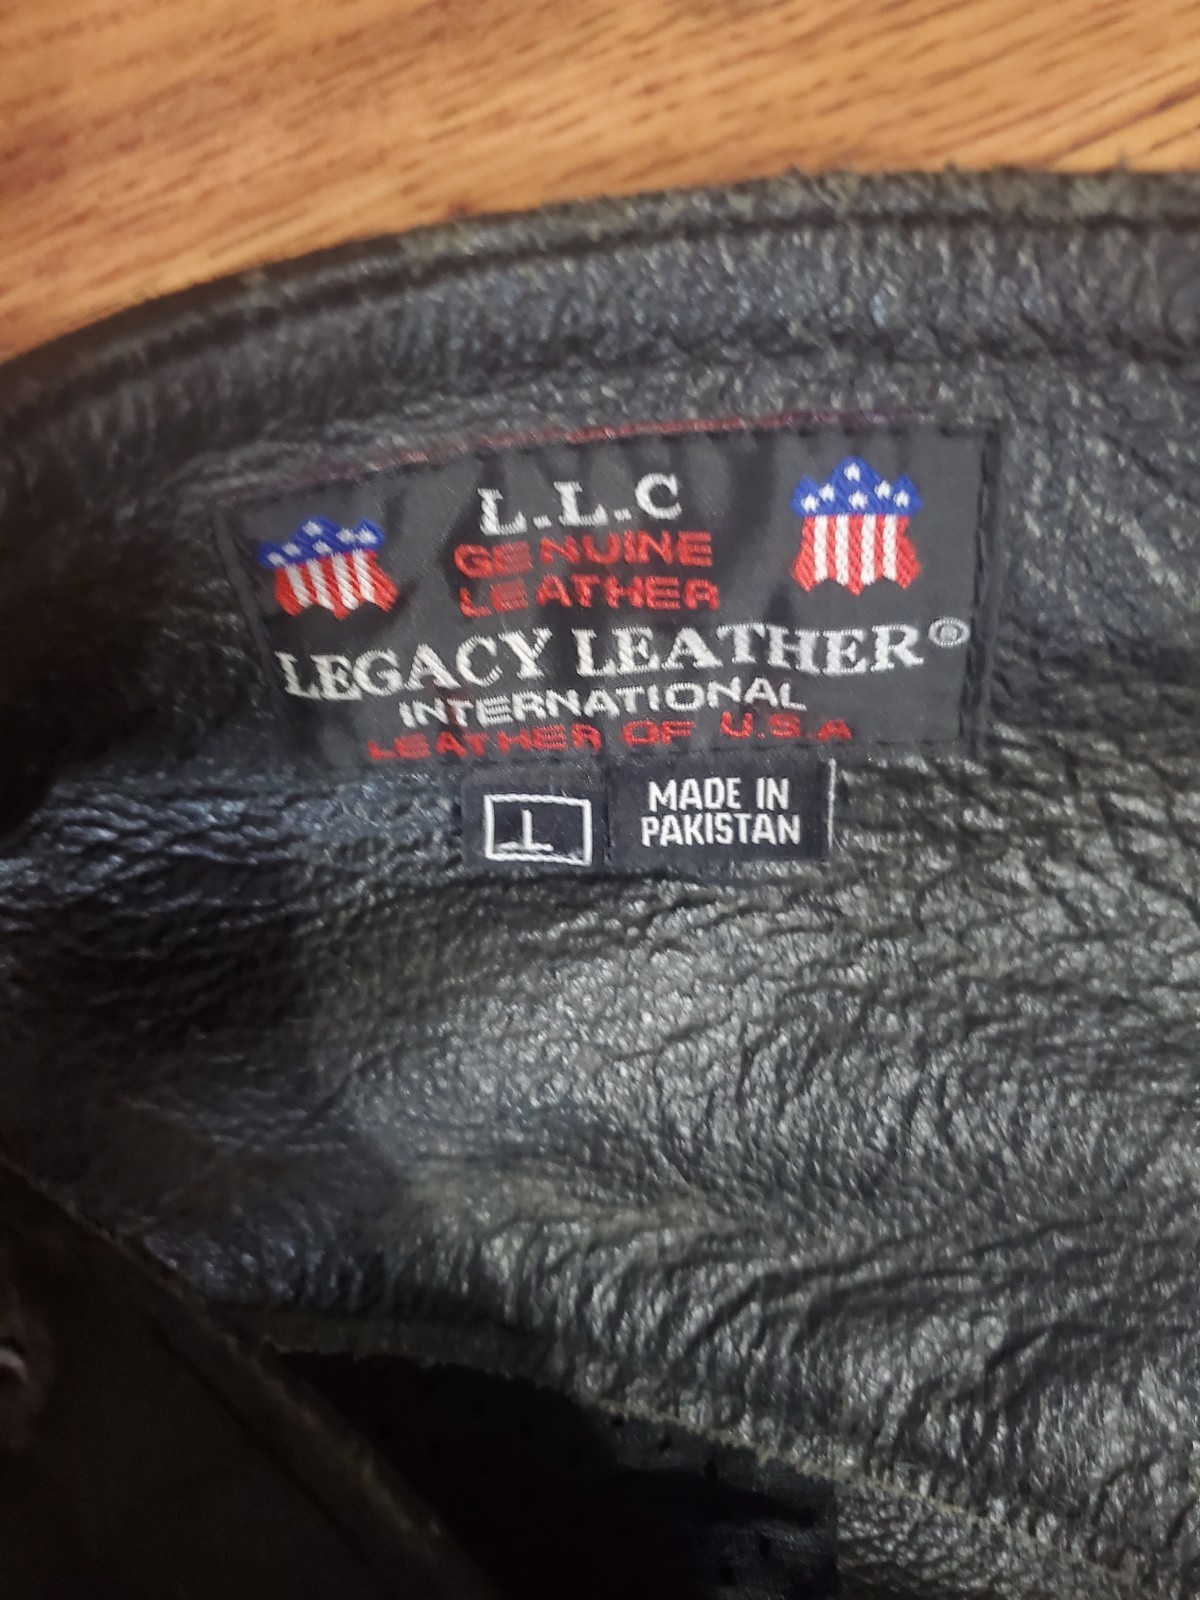 L.L.C
GENUINE
LEATHER
LEGACY LEATHER®
INTERNATIONAL
LEATHER OF U.S.A
L
MADE IN
PAKISTAN